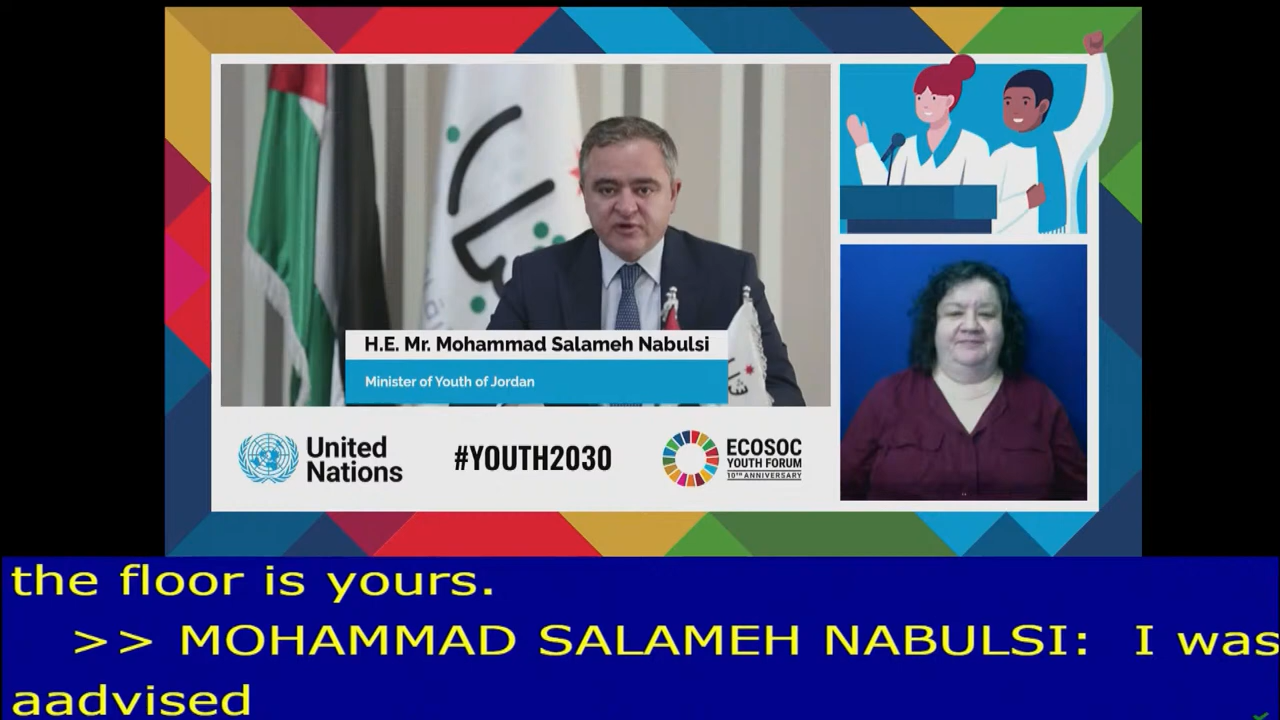 شباب
H.E. Mr. Mohammad Salameh Nabulsi
Minister of Youth of Jordan
United
Nations
#YOUTH2030
ECOSOC
YOUTH FORUM
10TH ANNIVERSARY
the floor is yours.
>> MOHAMMAD SALAMEH NABULSI: I was
aadvised